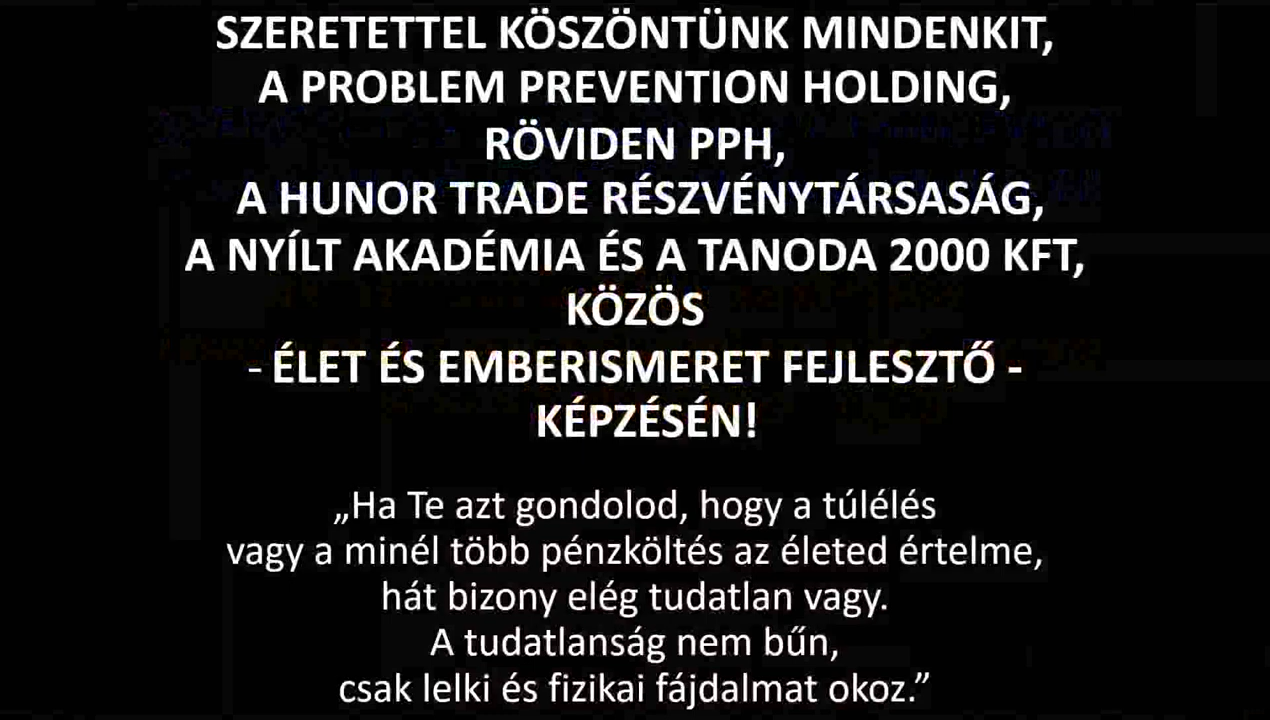 SZERETETTEL KÖSZÖNTÜNK MINDENKIT,
A PROBLEM PREVENTION HOLDING,
RÖVIDEN PPH,
A HUNOR TRADE RÉSZVÉNYTÁRSASÁG,
A NYÍLT AKADÉMIA ÉS A TANODA 2000 KFT,
KÖZÖS
- ÉLET ÉS EMBERISMERET FEJLESZTŐ -
KÉPZÉSÉN!
„Ha Te azt gondolod, hogy a túlélés
vagy a minél több pénzköltés az életed értelme,
hát bizony elég tudatlan vagy.
A tudatlanság nem bűn,
csak lelki és fizikai fájdalmat okoz.”